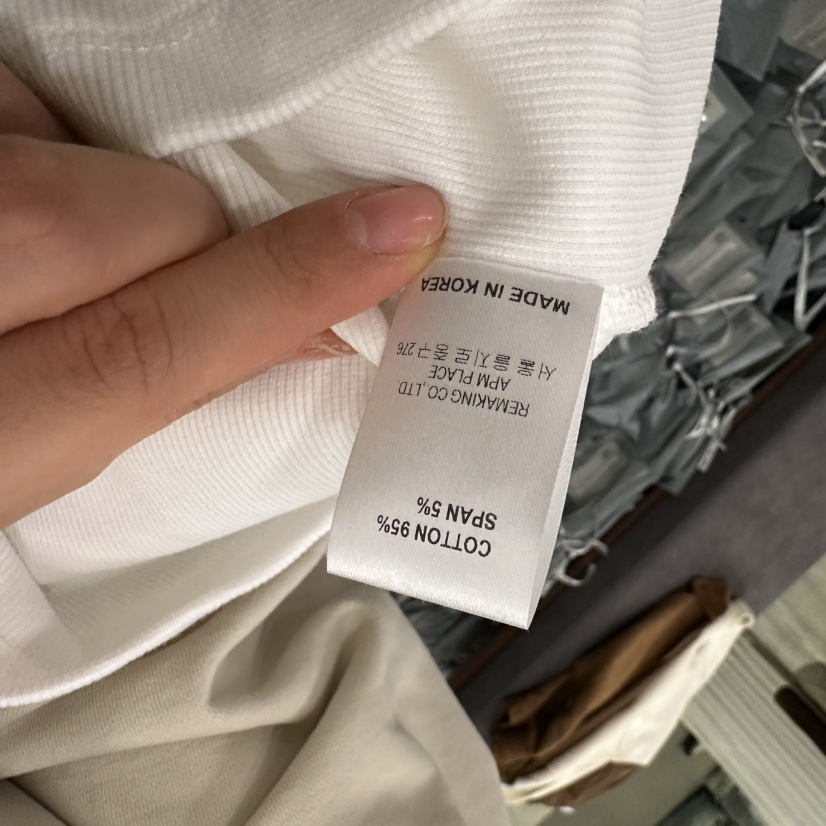 COTTON 95%
SPAN 5%
REMAKING CO.,LTD
APM PLACE
서울 을지로 중구 276
MADE IN KOREA